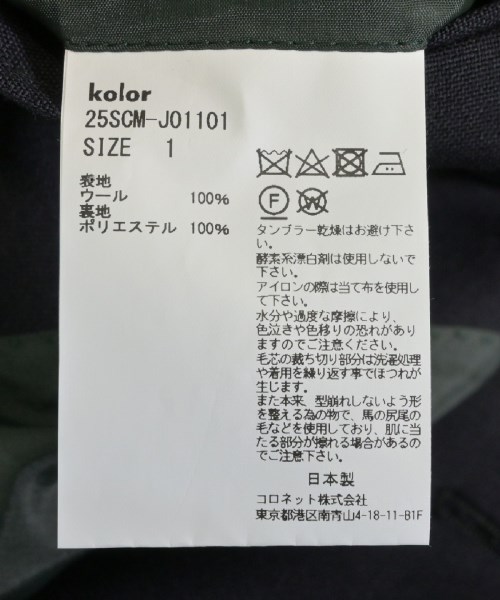 kolor
25SCM-J01101
SIZE 1
表地
ウール 100%
裏地
ポリエステル 100%
F
W
タンブラー乾燥はお避け下さ
い。
酵素系漂白剤は使用しないで
下さい。
アイロンの際は当て布を使用し
て下さい。
水分や過度な摩擦により、
色泣きや色移りの恐れがあり
ますのでご注意ください。
毛芯の裁ち切り部分は洗濯処理
や着用を繰り返す事でほつれが
生じます。
また本来、型崩れしないよう形
を整える為の物で、馬の尻尾の
毛などを使用しており、肌に当
たる部分が擦れる場合があるの
でご注意下さい。
日本製
コロネット株式会社
東京都港区南青山4-18-11-B1F